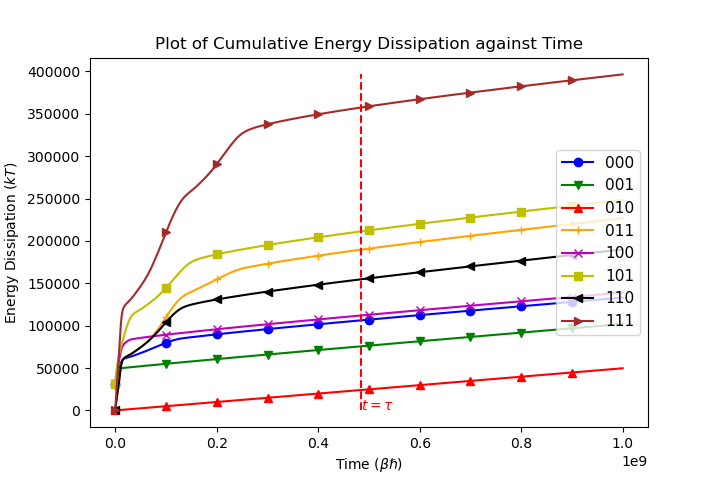 Plot of Cumulative Energy Dissipation against Time
Energy Dissipation (kT)
400000
350000
300000
250000
200000
150000
100000
50000
0
000
001
010
011
100
101
110
111
t = τ
0.0 0.2 0.4 0.6 0.8 1.0
1e9
Time (βħ)